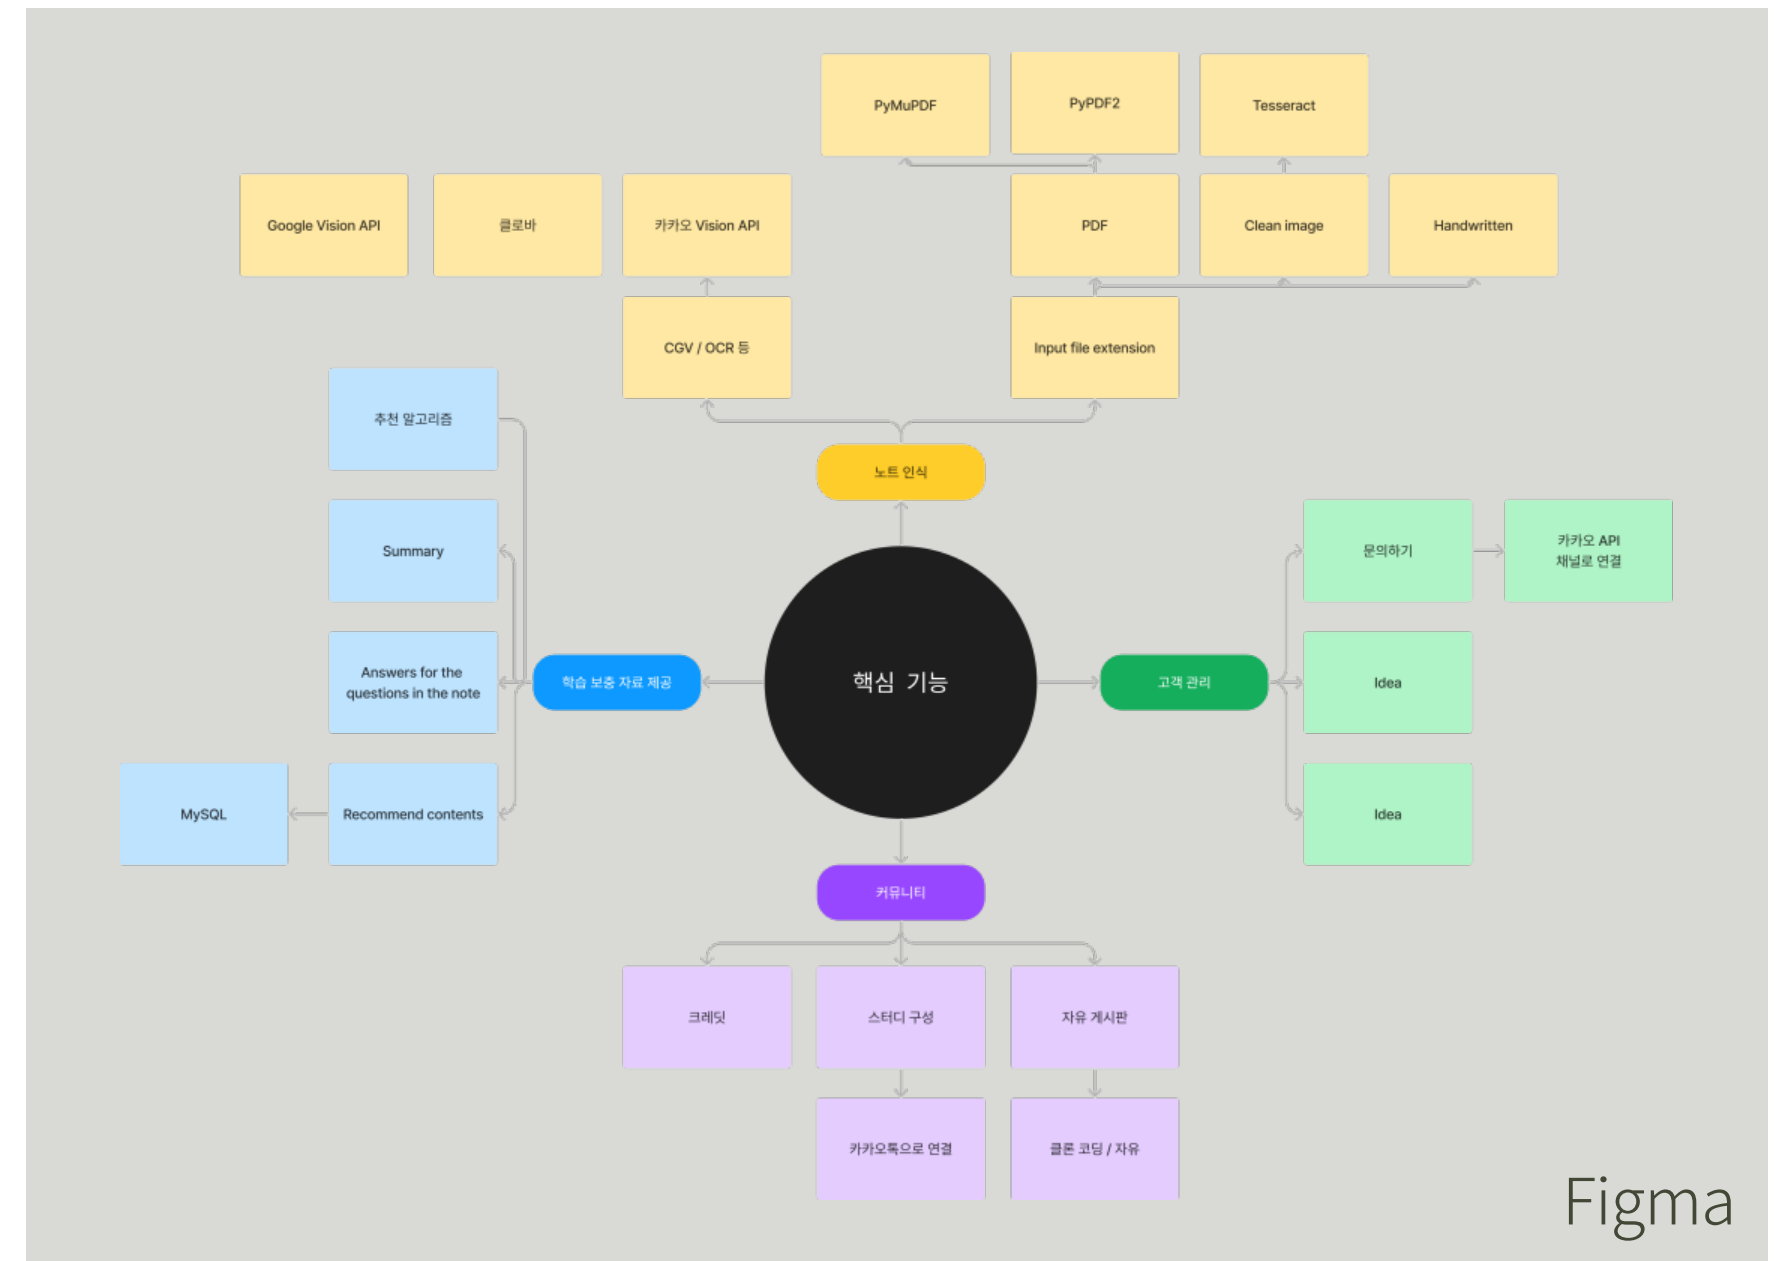 PyMuPDF
PyPDF2
Tesseract
Google Vision API
클로바
카카오 Vision API
PDF
Clean image
Handwritten
CGV / OCR 등
Input file extension
추천 알고리즘
노트 인식
Summary
문의하기
카카오 API
채널로 연결
Answers for the
questions in the note
학습 보충 자료 제공
핵심 기능
고객 관리
Idea
MySQL
Recommend contents
Idea
커뮤니티
크레딧
스터디 구성
자유 게시판
카카오톡으로 연결
클론 코딩 / 자유
Figma